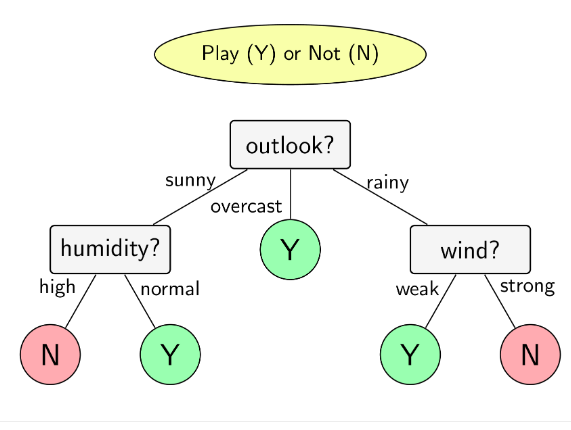 Play (Y) or Not (N)
outlook?
sunny
overcast
rainy
humidity?
Y
wind?
high
normal
weak
strong
N
Y
Y
N